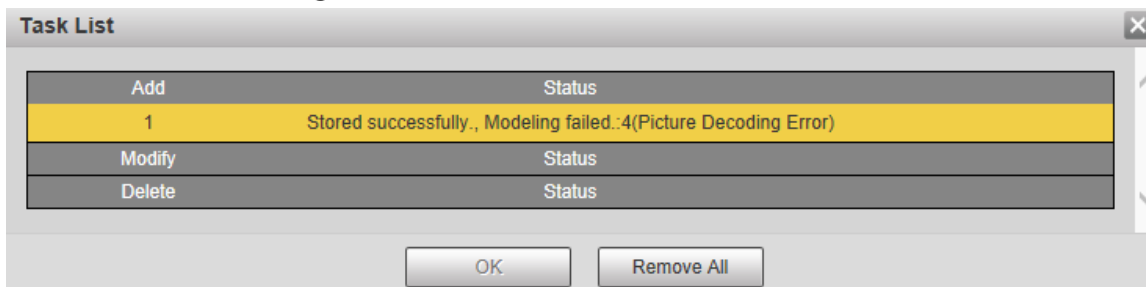 Task List
Add Status
1 Stored successfully., Modeling failed.:4(Picture Decoding Error)
Modify Status
Delete Status
OK Remove All